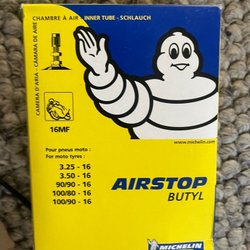 CHAMBRE À AIR - INNER TUBE - SCHLAUCH
CAMERA D'ARIA - CÁMARA DE AIRE
16MF
www.michelin.com
Pour pneus moto :
For moto tyres :
3.25 - 16
3.50 - 16
90/90 - 16
100/80 - 16
100/90 - 16
AIRSTOP
BUTYL
MICHELIN